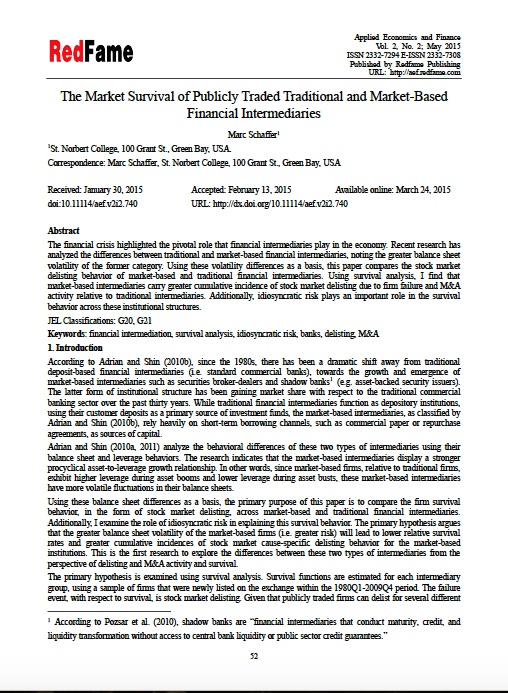 RedFame
Applied Economics and Finance
Vol. 2, No. 2; May 2015
ISSN 2332-7294 E-ISSN 2332-7308
Published by Redfame Publishing
URL: http://aef.redfame.com
The Market Survival of Publicly Traded Traditional and Market-Based
Financial Intermediaries
Marc Schaffer¹
¹St. Norbert College, 100 Grant St., Green Bay, USA.
Correspondence: Marc Schaffer, St. Norbert College, 100 Grant St., Green Bay, USA
Received: January 30, 2015 Accepted: February 13, 2015 Available online: March 24, 2015
doi:10.11114/aef.v2i2.740 URL: http://dx.doi.org/10.11114/aef.v2i2.740
Abstract
The financial crisis highlighted the pivotal role that financial intermediaries play in the economy. Recent research has
analyzed the differences between traditional and market-based financial intermediaries, noting the greater balance sheet
volatility of the former category. Using these volatility differences as a basis, this paper compares the stock market
delisting behavior of market-based and traditional financial intermediaries. Using survival analysis, I find that
market-based intermediaries carry greater cumulative incidence of stock market delisting due to firm failure and M&A
activity relative to traditional intermediaries. Additionally, idiosyncratic risk plays an important role in the survival
behavior across these institutional structures.
JEL Classifications: G20, G21
Keywords: financial intermediation, survival analysis, idiosyncratic risk, banks, delisting, M&A
1. Introduction
According to Adrian and Shin (2010b), since the 1980s, there has been a dramatic shift away from traditional
deposit-based financial intermediaries (i.e. standard commercial banks), towards the growth and emergence of
market-based intermediaries such as securities broker-dealers and shadow banks¹ (e.g. asset-backed security issuers).
The latter form of institutional structure has been gaining market share with respect to the traditional commercial
banking sector over the past thirty years. While traditional financial intermediaries function as depository institutions,
using their customer deposits as a primary source of investment funds, the market-based intermediaries, as classified by
Adrian and Shin (2010b), rely heavily on short-term borrowing channels, such as commercial paper or repurchase
agreements, as sources of capital.
Adrian and Shin (2010a, 2011) analyze the behavioral differences of these two types of intermediaries using their
balance sheet and leverage behaviors. The research indicates that the market-based intermediaries display a stronger
procyclical asset-to-leverage growth relationship. In other words, since market-based firms, relative to traditional firms,
exhibit higher leverage during asset booms and lower leverage during asset busts, these market-based intermediaries
have more volatile fluctuations in their balance sheets.
Using these balance sheet differences as a basis, the primary purpose of this paper is to compare the firm survival
behavior, in the form of stock market delisting, across market-based and traditional financial intermediaries.
Additionally, I examine the role of idiosyncratic risk in explaining this survival behavior. The primary hypothesis argues
that the greater balance sheet volatility of the market-based firms (i.e. greater risk) will lead to lower relative survival
rates and greater cumulative incidences of stock market cause-specific delisting behavior for the market-based
institutions. This is the first research to explore the differences between these two types of intermediaries from the
perspective of delisting and M&A activity and survival.
The primary hypothesis is examined using survival analysis. Survival functions are estimated for each intermediary
group, using a sample of firms that were newly listed on the exchange within the 1980Q1-2009Q4 period. The failure
event, with respect to survival, is stock market delisting. Given that publicly traded firms can delist for several different
¹ According to Pozsar et al. (2010), shadow banks are “financial intermediaries that conduct maturity, credit, and
liquidity transformation without access to central bank liquidity or public sector credit guarantees.”
52